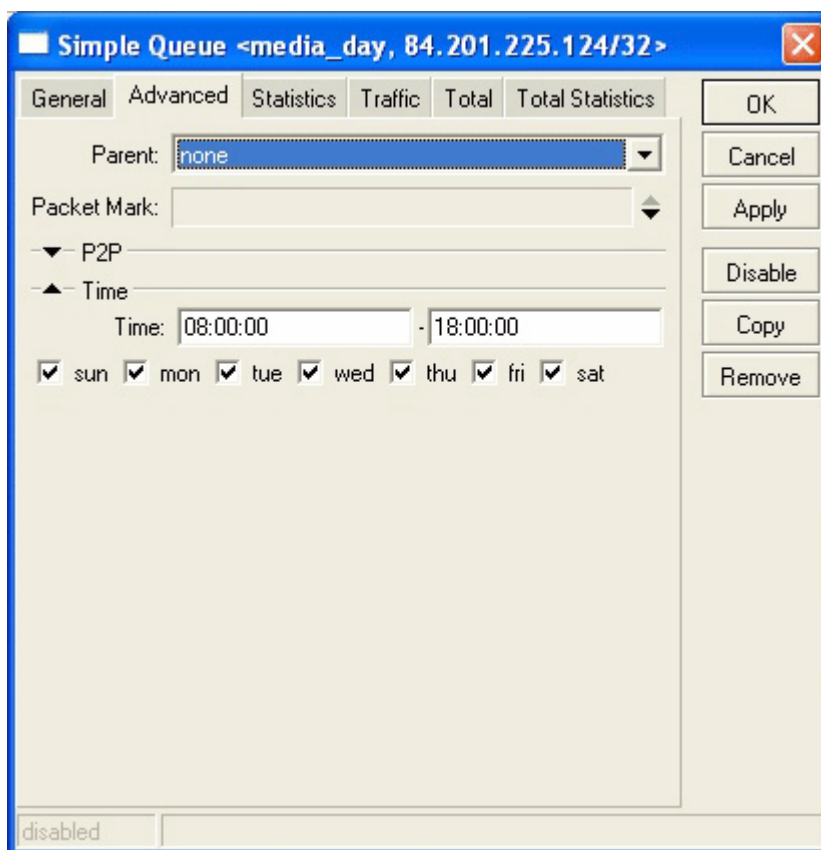 Simple Queue <media_day, 84.201.225.124/32>
General Advanced Statistics Traffic Total Total Statistics
OK
Parent: none
Cancel
Packet Mark:
Apply
P2P
Disable
Time
Time: 08:00:00 - 18:00:00
Copy
sun mon tue wed thu fri sat
Remove
disabled